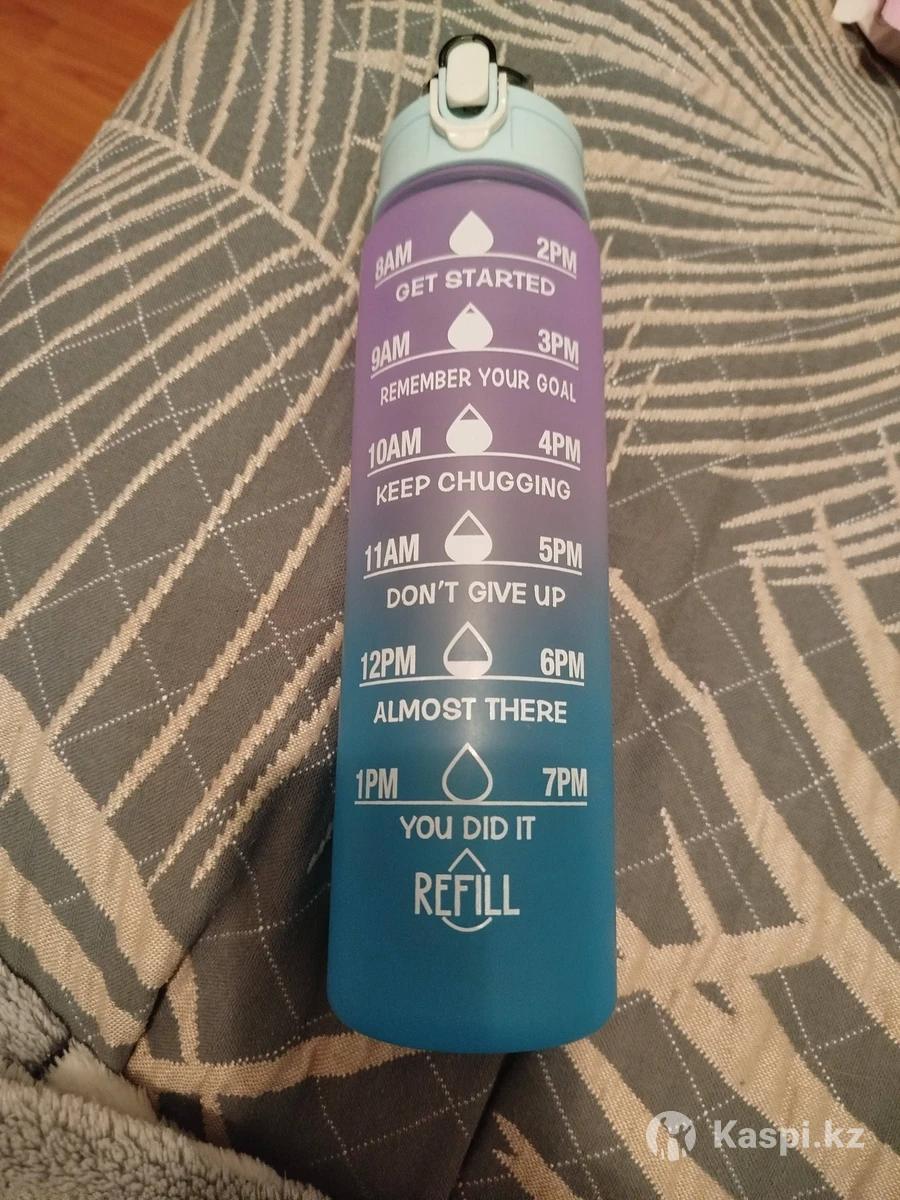 8AM 2PM
GET STARTED
9AM 3PM
REMEMBER YOUR GOAL
10AM 4PM
KEEP CHUGGING
11AM 5PM
DON'T GIVE UP
12PM 6PM
ALMOST THERE
1PM 7PM
YOU DID IT
REFILL
Kaspi.kz